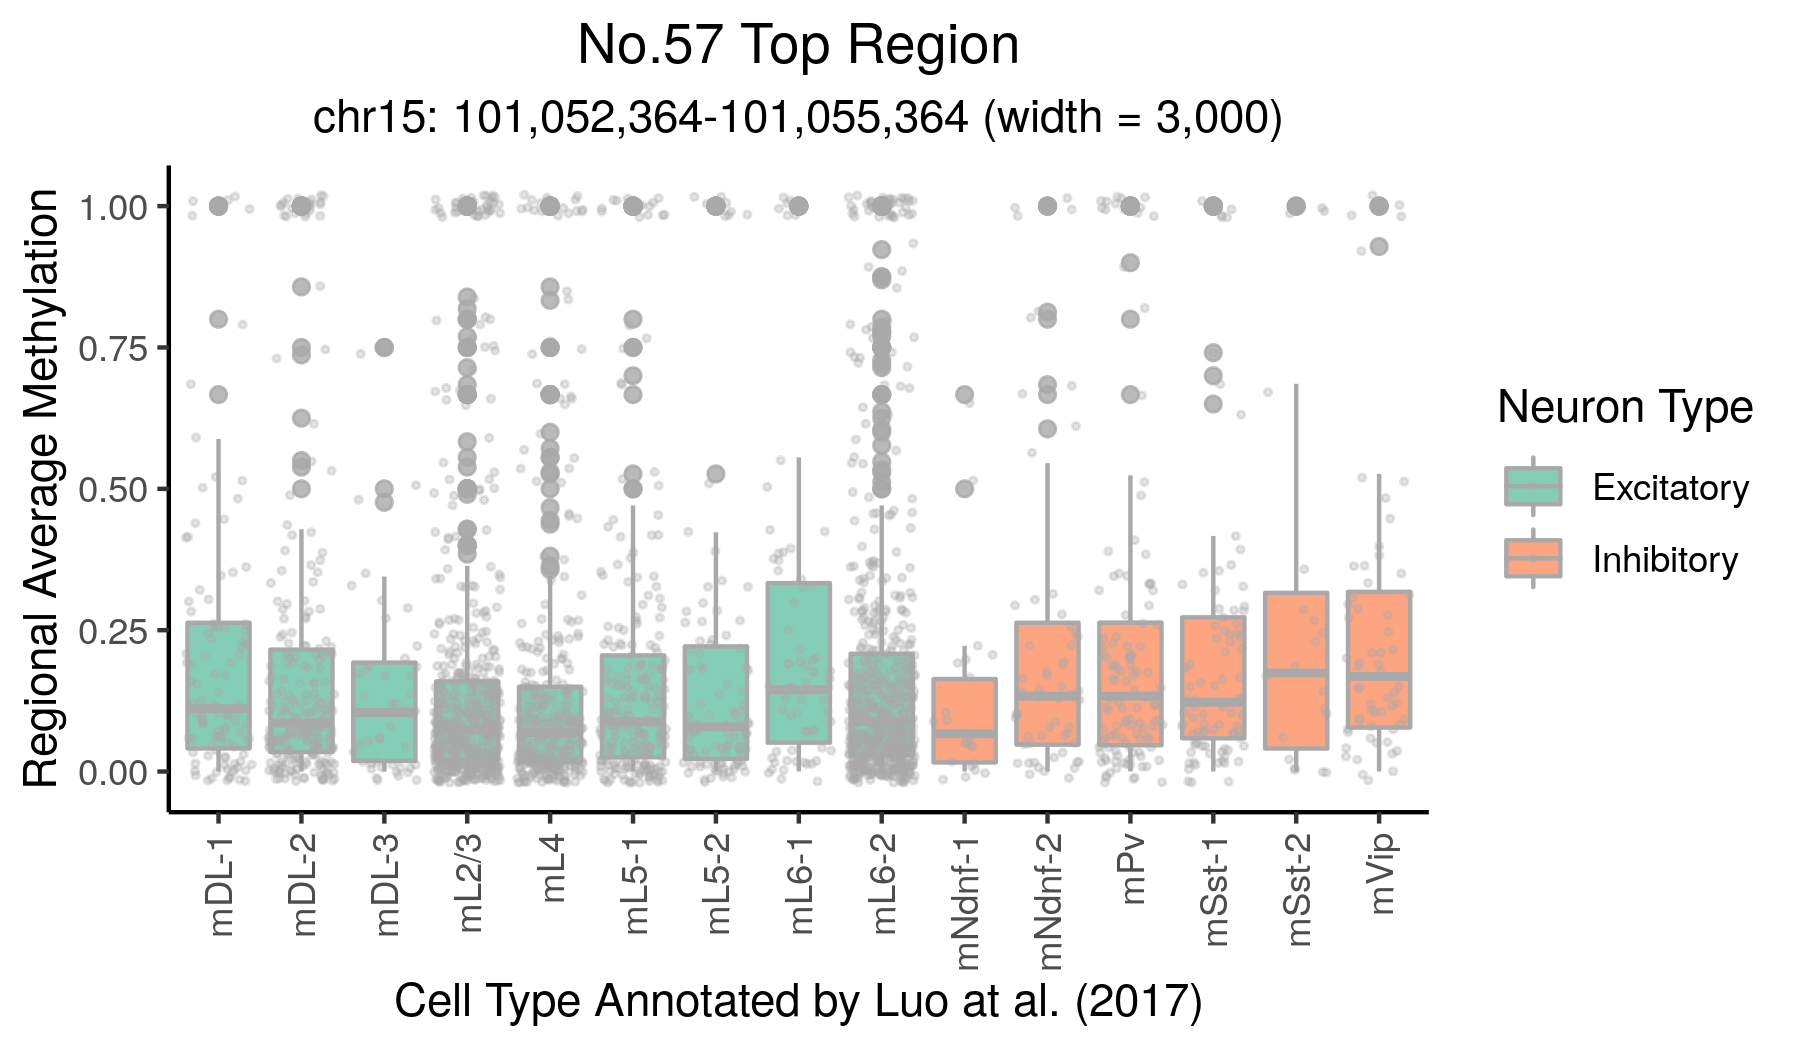 No.57 Top Region
chr15: 101,052,364-101,055,364 (width = 3,000)
Regional Average Methylation
1.00
0.75
0.50
0.25
0.00
mDL-1
mDL-2
mDL-3
mL2/3
mL4
mL5-1
mL5-2
mL6-1
mL6-2
mNdnf-1
mNdnf-2
mPv
mSst-1
mSst-2
mVip
Cell Type Annotated by Luo at al. (2017)
Neuron Type
Excitatory
Inhibitory